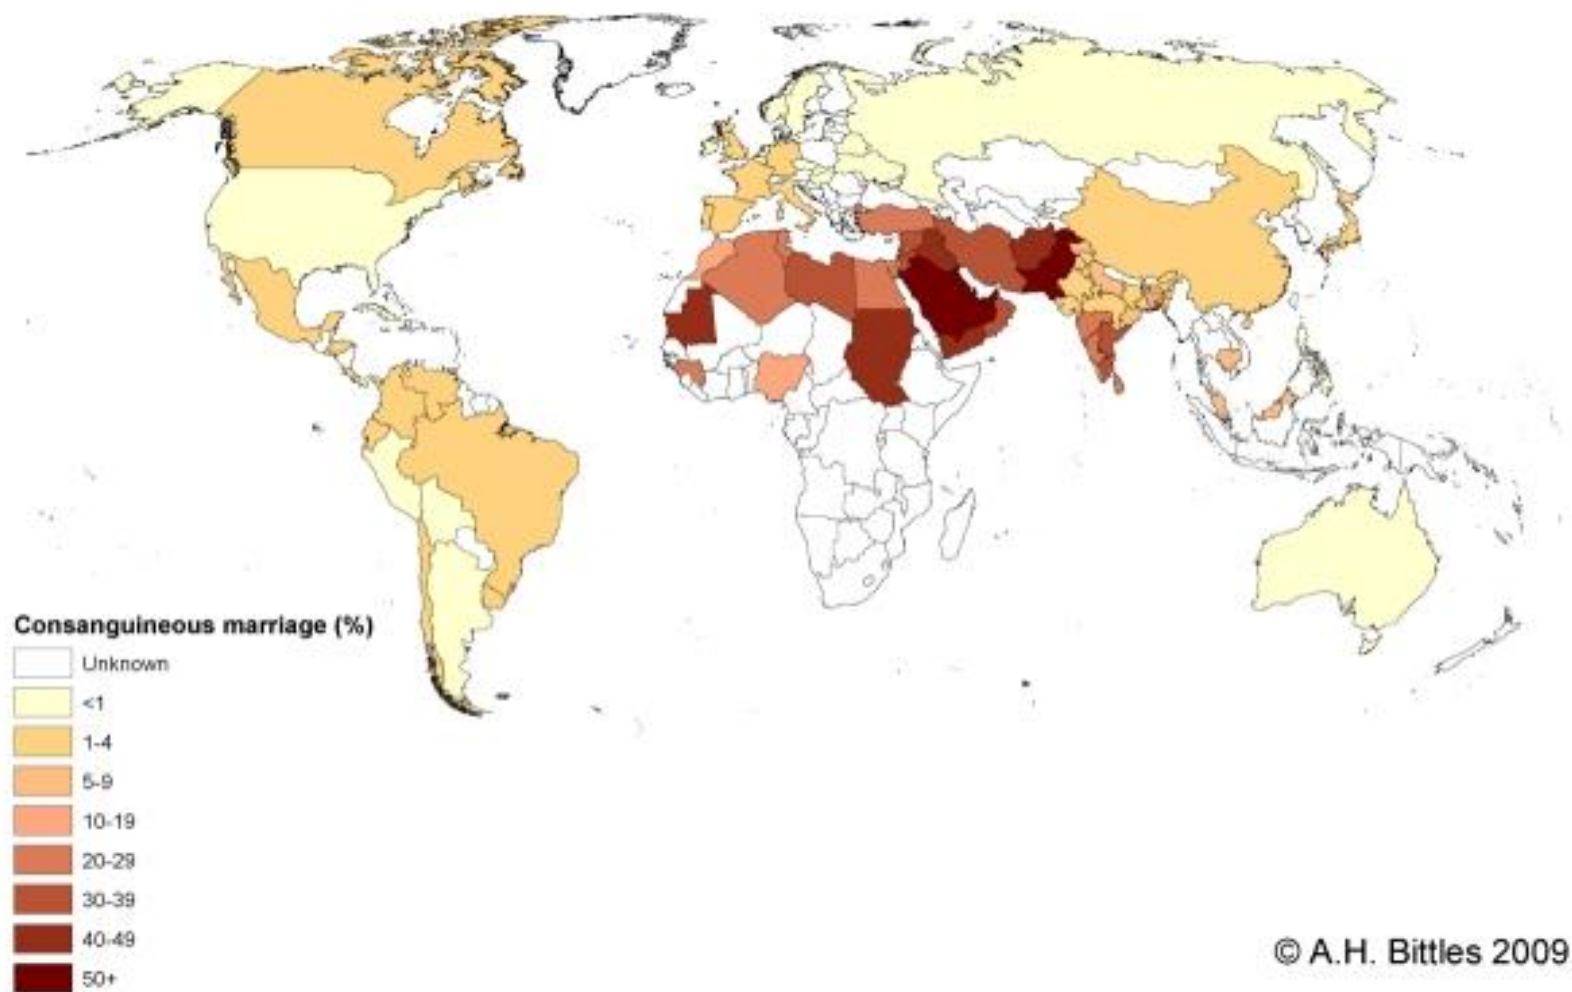 Consanguineous marriage (%)
Unknown
<1
1-4
5-9
10-19
20-29
30-39
40-49
50+
© A.H. Bittles 2009